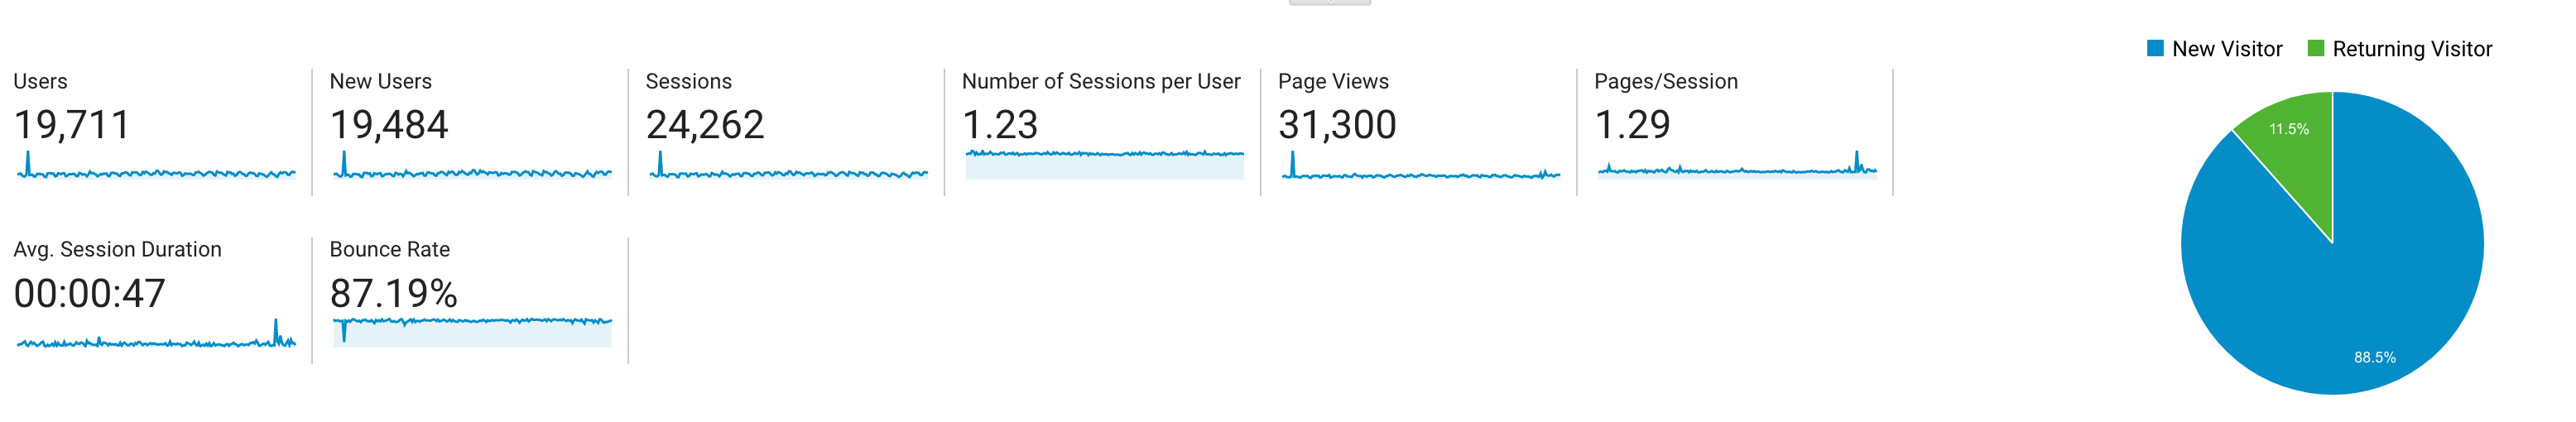 New Visitor
Returning Visitor
Users
19,711
New Users
19,484
Sessions
24,262
Number of Sessions per User
1.23
Page Views
31,300
Pages/Session
1.29
Avg. Session Duration
00:00:47
Bounce Rate
87.19%
11.5%
88.5%